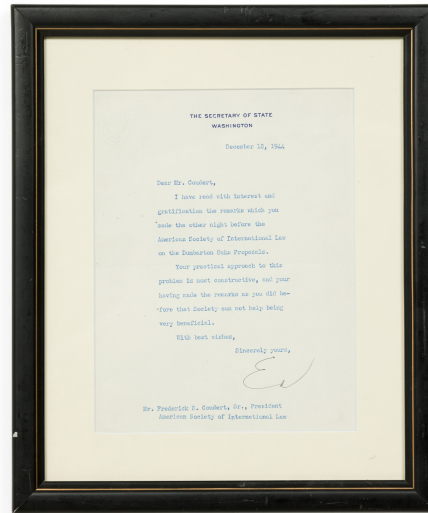 THE SECRETARY OF STATE
WASHINGTON
December 18, 1944
Dear Mr. Coudert,
I have read with interest and
gratification the remarks which you
made the other night before the
American Society of International Law
on the Dumbarton Oaks Proposals.
Your practical approach to this
problem is most constructive, and your
having made the remarks as you did be-
fore that Society can not help being
very beneficial.
With best wishes,
Sincerely yours,
Mr. Frederick R. Coudert, Sr., President
American Society of International Law